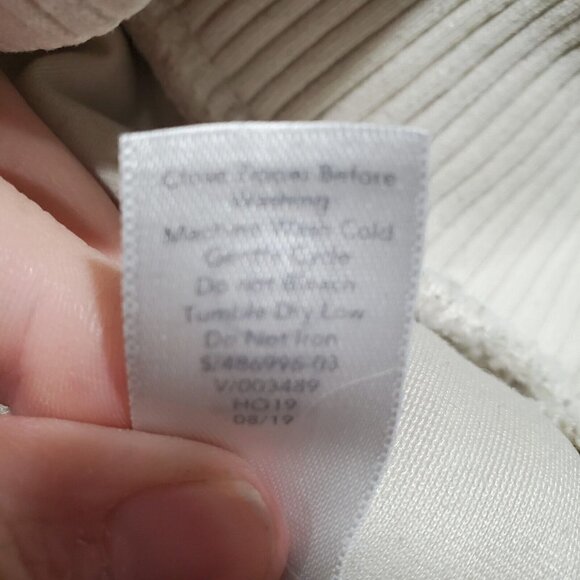 Close Zipper Before
Washing
Machine Wash Cold
Gentle Cycle
Do not Bleach
Tumble Dry Low
Do Not Iron
S/486995-03
V/003489
HO19
08/19